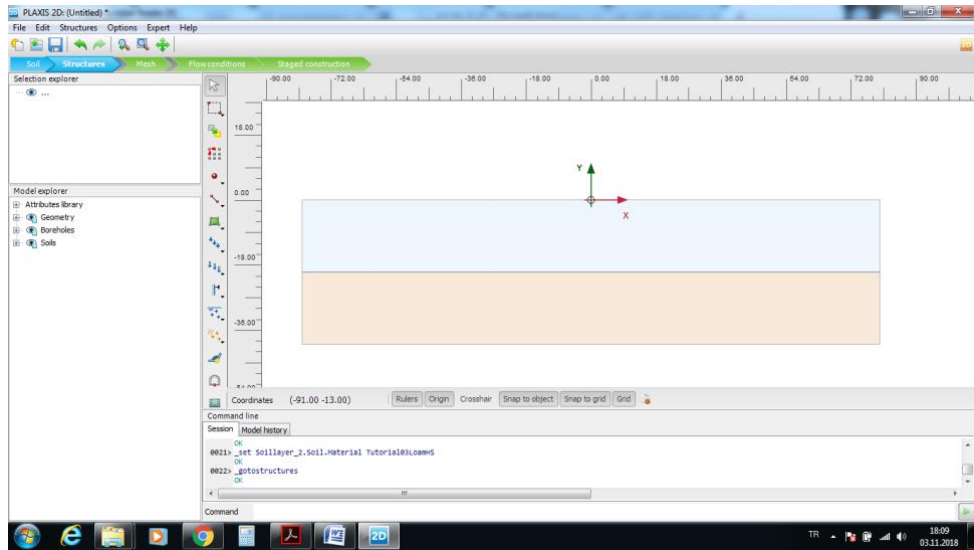 PLAXIS 2D: (Untitled) *
File Edit Structures Options Expert Help
Soil Structures Mesh Flow conditions Staged construction
Selection explorer
...
-90.00 -72.00 -54.00 -36.00 -18.00 0.00 18.00 36.00 54.00 72.00 90.00
18.00
Y
Model explorer
0.00
Attributes library
Geometry
X
Boreholes
Soils
-18.00
-36.00
-54.00
Coordinates (-91.00 -13.00) Rulers Origin Crosshair Snap to object Snap to grid Grid
Command line
Session Model history
OK
0021> _set Soillayer_2.Soil.Material Tutorial03LoamHS
OK
0022> _gotostructures
OK
Command
2D
TR 18:09
03.11.2018